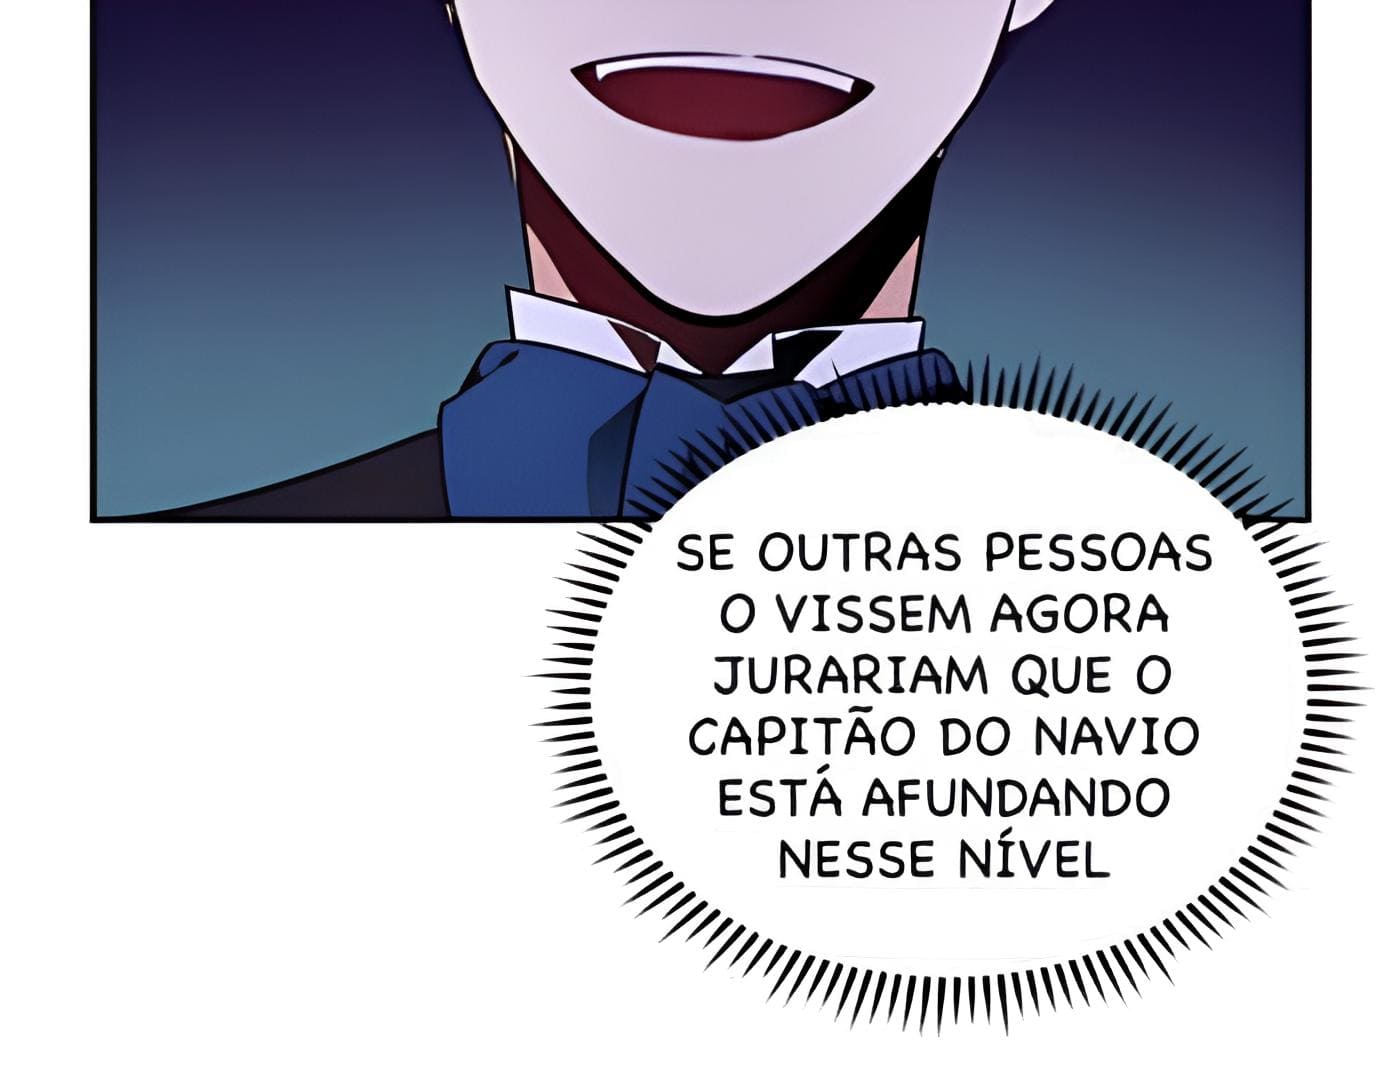 SE OUTRAS PESSOAS
O VISSEM AGORA
JURARIAM QUE O
CAPITÃO DO NAVIO
ESTÁ AFUNDANDO
NESSE NÍVEL